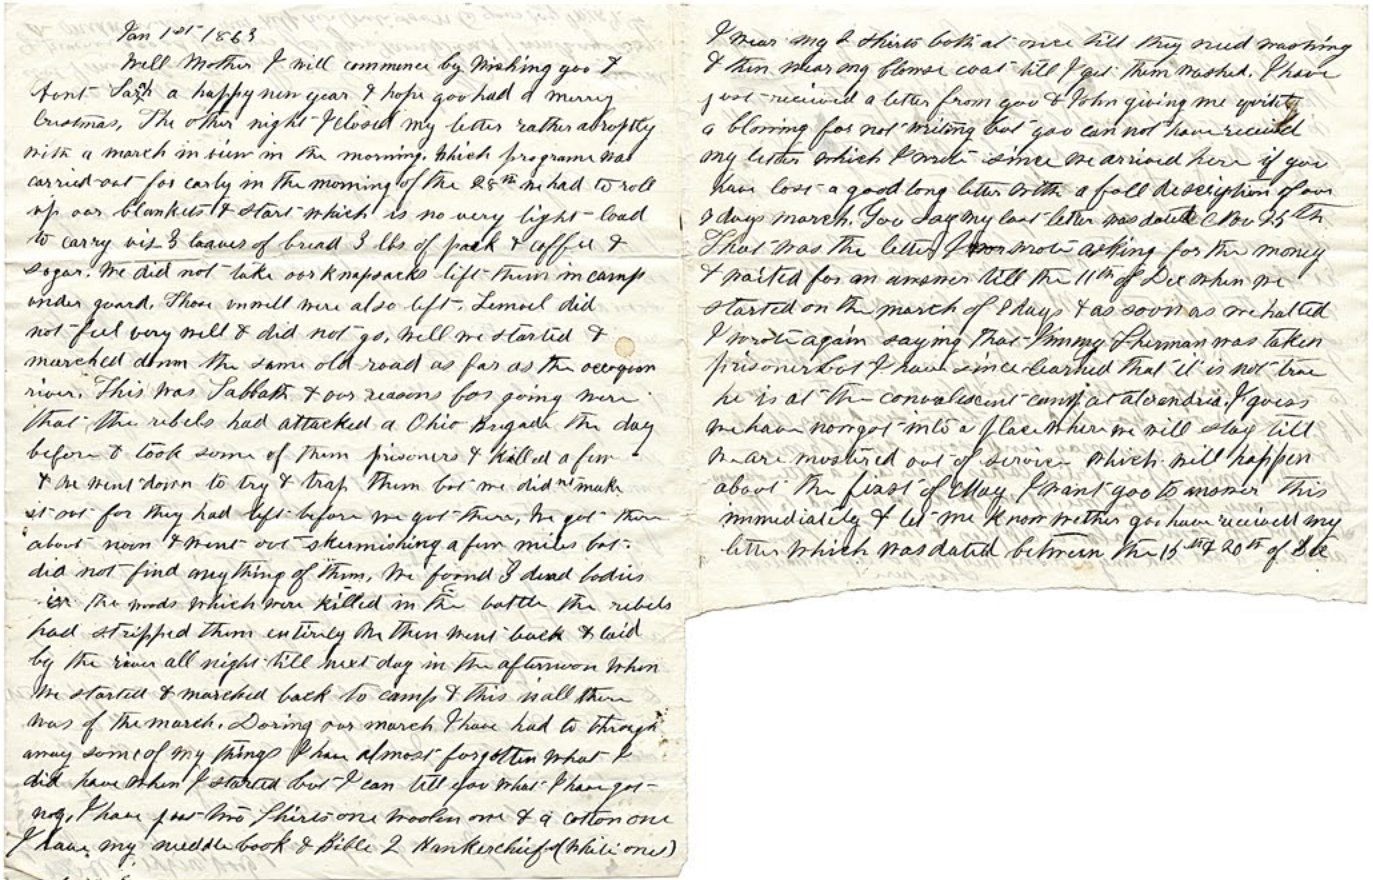 Jan 1st 1863
Well Mother I will commence by Wishing you &
Aont Sarh a happy new year & hope you had a merry
Cristmas, The other night I closed my letter rather abroptly
with a march in view in the morning. Which programe was
carried out for early in the morning of the 28th we had to roll
up our blankets & start which is no very light load
to carry viz 3 loaves of bread 3 lbs of pork & coffee &
sogar. We did not take our knapsacks left them in camp
onder guard. Those unwell were also left. Lemoel did
not feel very well & did not go, Well we started &
marched down the same old road as far as the occoqoon
river. This was Sabbath & our reasons for going were
that the rebels had attacked a Ohio Brigade the day
before & took some of them prisoners & killed a few
& we went down to try & trap them but we did not make
it out for they had left before we got there, We got there
about noon & went out skermishing a few miles but
did not find anything of them, We found 3 dead bodies
in the woods which were killed in the battle the rebels
had stripped them entirely We then went back & laid
by the river all night till next day in the afternoon when
we started & marched back to camp & this is all there
was of the march. Doring our march I have had to through
away some of my things I have almost forgotten what I
did have when I started but I can tell you what I have got
now, I have just two Shirts one woolen one & a cotton one
I have my needdle book & Bible 2 Hankerchiefs (White ones)
I wear my 2 shirts both at once till they need washing
& then wear my blouse coat till I get them washed. I have
just received a letter from you & John giving me quite
a blowing for not writing but you can not have received
my letter which I wrote since we arrived here if you
have lost a good long letter with a full desciption of our
8 days march. You say my last letter was dated Nov 25th
That was the letter I wrote asking for the money
& waited for an answer till the 11th of Dec when we
started on the march of 8 days & as soon as we halted
I wrote again saying that Jimmy Sherman was taken
prisoner but I have since learned that it is not true
he is at the convalescent camp at alexndria. I guess
we have now got into a place where we will stay till
we are mustered out of service which will happen
about the first of May I want you to answer this
immediately & let me know wether you have received my
letter which was dated between the 15th & 20th of Dec